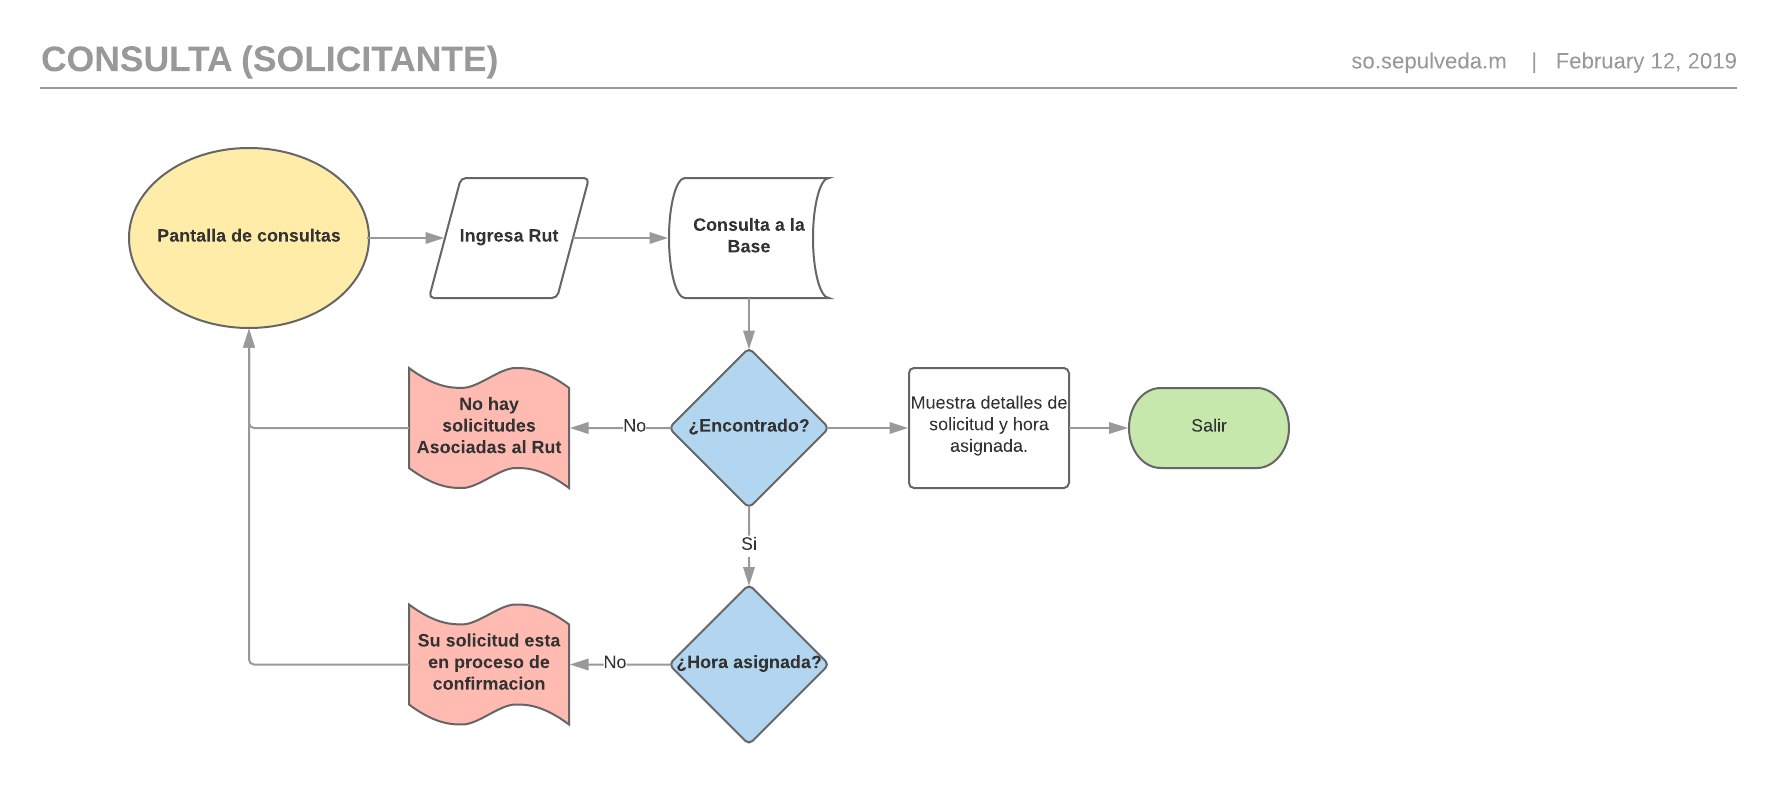 CONSULTA (SOLICITANTE)
so.sepulveda.m | February 12, 2019
Pantalla de consultas
Ingresa Rut
Consulta a la
Base
No hay
solicitudes
Asociadas al Rut
No
¿Encontrado?
Muestra detalles de
solicitud y hora
asignada.
Salir
Si
Su solicitud esta
en proceso de
confirmacion
No
¿Hora asignada?